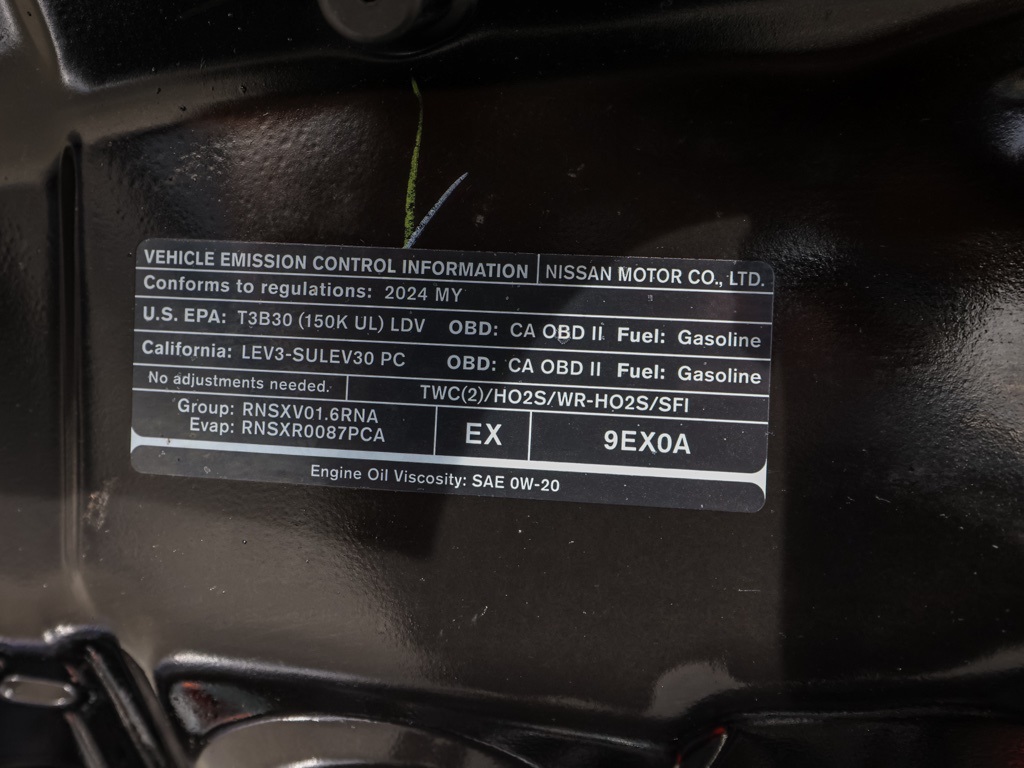 VEHICLE EMISSION CONTROL INFORMATION NISSAN MOTOR CO., LTD.
Conforms to regulations: 2024 MY
U.S. EPA: T3B30 (150K UL) LDV OBD: CA OBD II Fuel: Gasoline
California: LEV3-SULEV30 PC OBD: CA OBD II Fuel: Gasoline
No adjustments needed. TWC(2)/HO2S/WR-HO2S/SFI
Group: RNSXV01.6RNA
Evap: RNSXR0087PCA
EX 9EX0A
Engine Oil Viscosity: SAE 0W-20